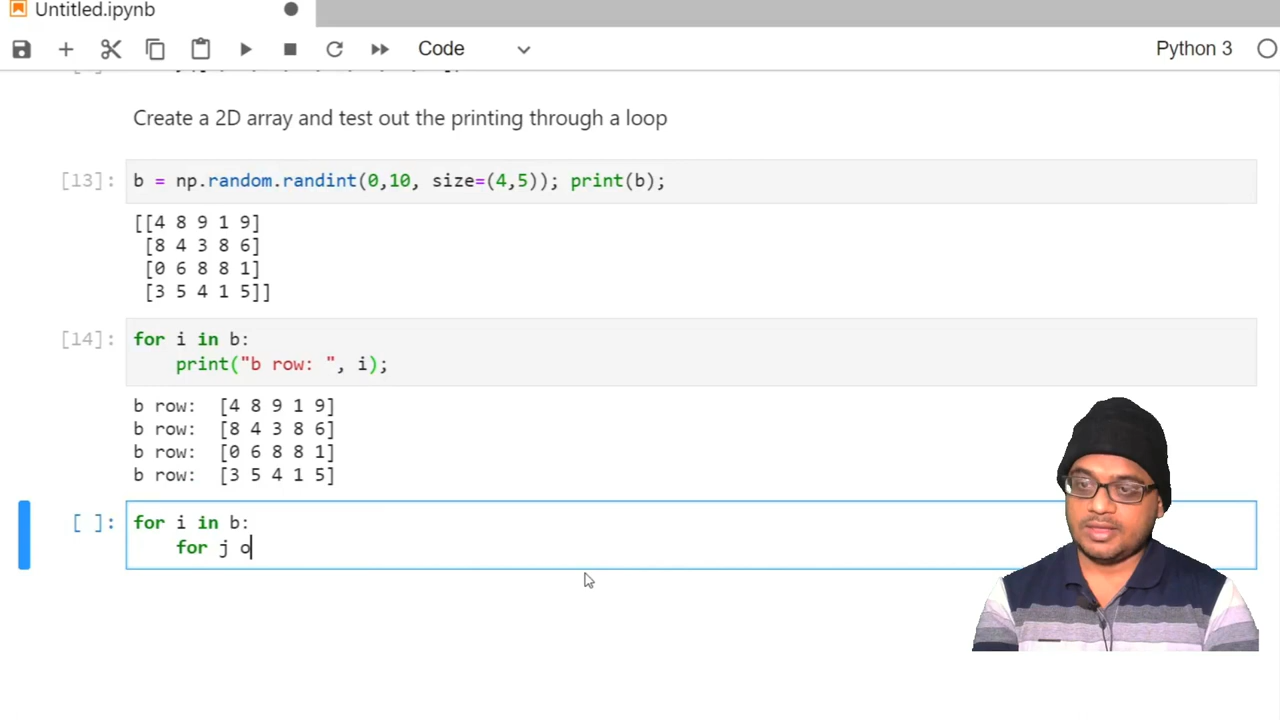 Untitled.ipynb
Code
Python 3
Create a 2D array and test out the printing through a loop
[13]: b = np.random.randint(0,10, size=(4,5)); print(b);
[[4 8 9 1 9]
[8 4 3 8 6]
[0 6 8 8 1]
[3 5 4 1 5]]
[14]: for i in b:
print("b row: ", i);
b row: [4 8 9 1 9]
b row: [8 4 3 8 6]
b row: [0 6 8 8 1]
b row: [3 5 4 1 5]
[ ]: for i in b:
for j o